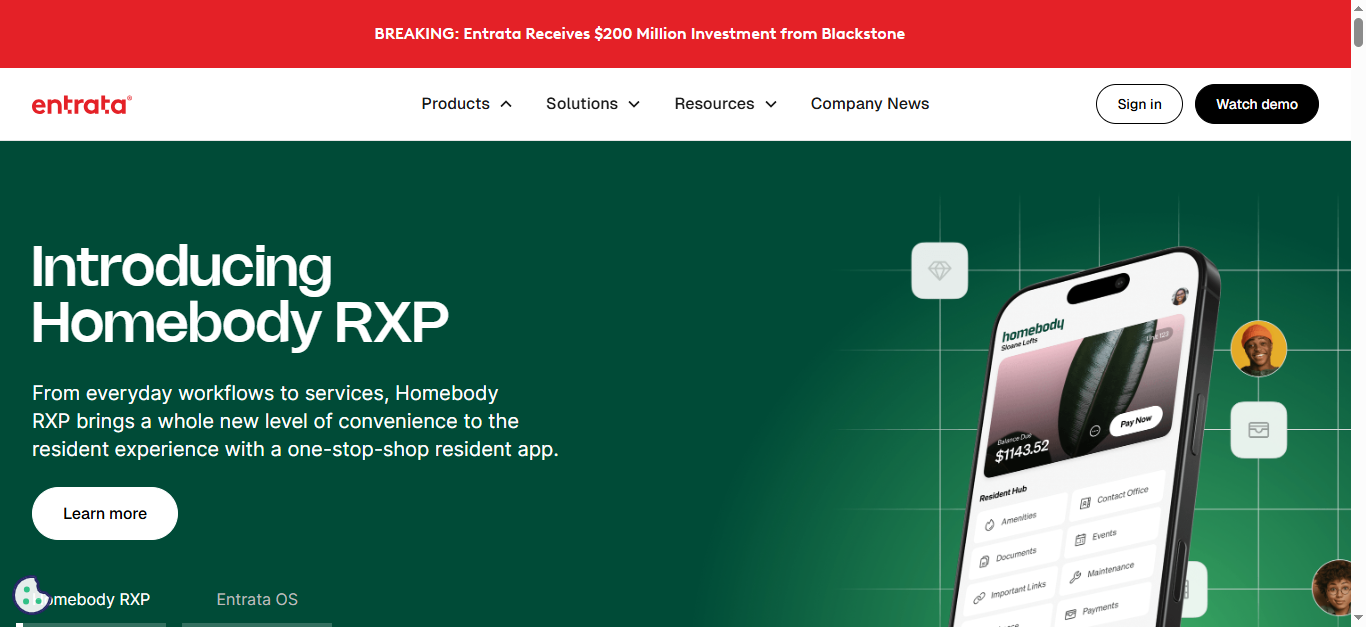 BREAKING: Entrata Receives $200 Million Investment from Blackstone
entrata®
Products
Solutions
Resources
Company News
Sign in
Watch demo
Introducing
Homebody RXP
From everyday workflows to services, Homebody
RXP brings a whole new level of convenience to the
resident experience with a one-stop-shop resident app.
Learn more
omebody RXP
Entrata OS
homebody
Sloane Lofts
Unit 123
Balance Due
$1143.52
Pay Now
Resident Hub
Amenities
Contact Office
Documents
Events
Important Links
Maintenance
Payments